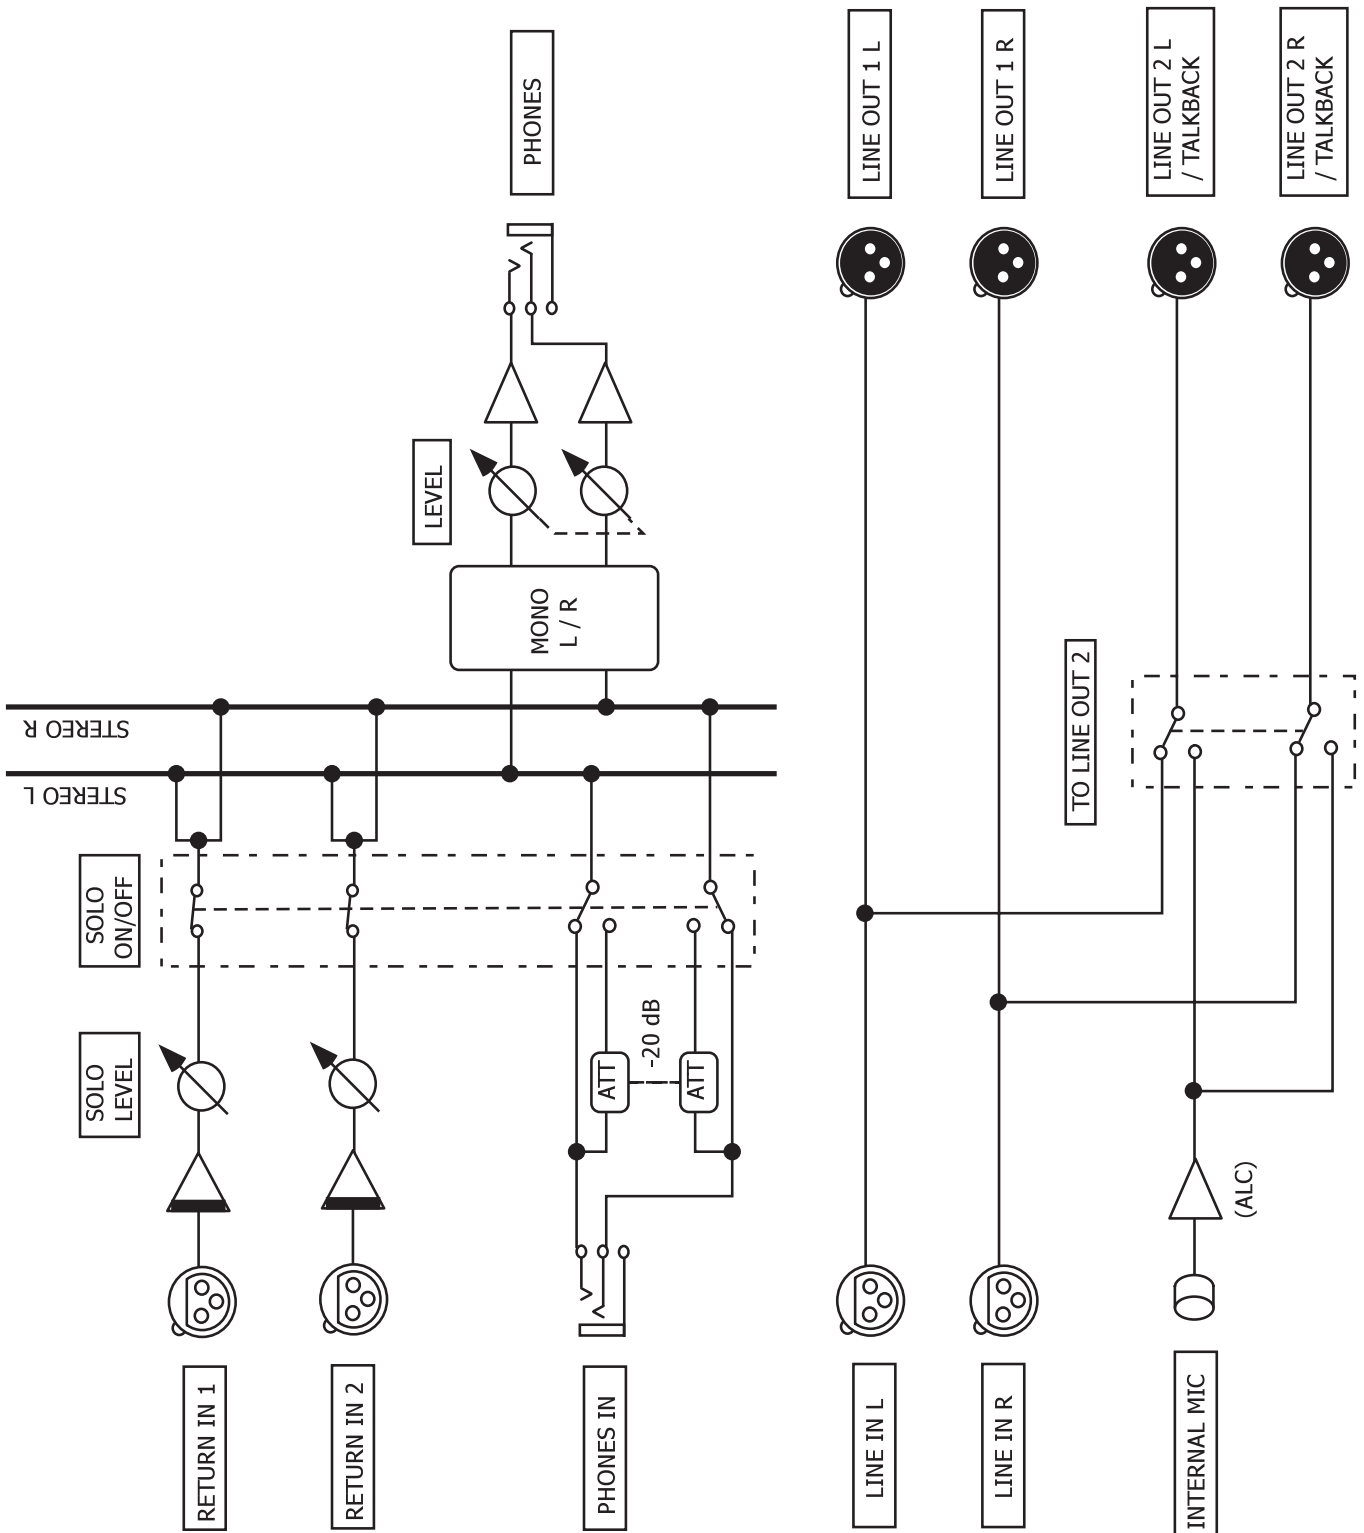 PHONES
LINE OUT 1 L
LINE OUT 1 R
LINE OUT 2 L
/ TALKBACK
LINE OUT 2 R
/ TALKBACK
LEVEL
MONO
L / R
TO LINE OUT 2
STEREO R
STEREO L
SOLO
ON/OFF
SOLO
LEVEL
-20 dB
ATT
ATT
(ALC)
RETURN IN 1
RETURN IN 2
PHONES IN
LINE IN L
LINE IN R
INTERNAL MIC